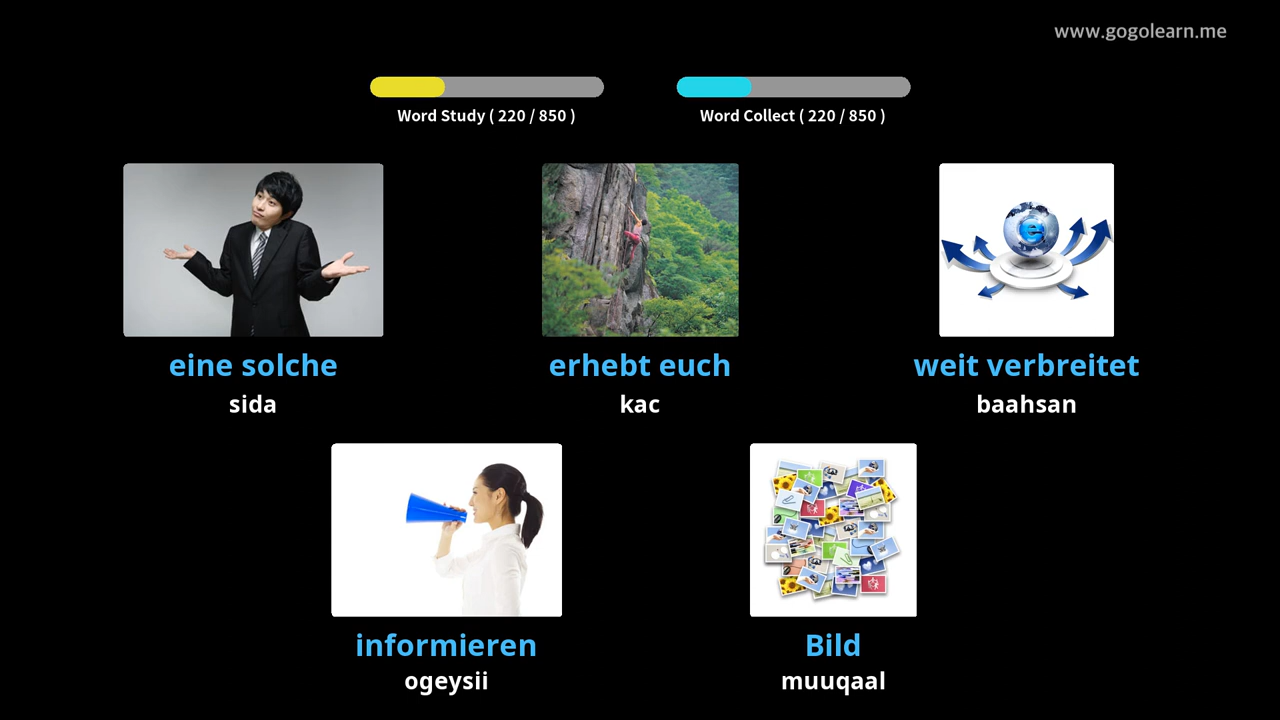 www.gogolearn.me
Word Study ( 220 / 850 )
Word Collect ( 220 / 850 )
eine solche
sida
erhebt euch
kac
weit verbreitet
baahsan
informieren
ogeysii
Bild
muuqaal